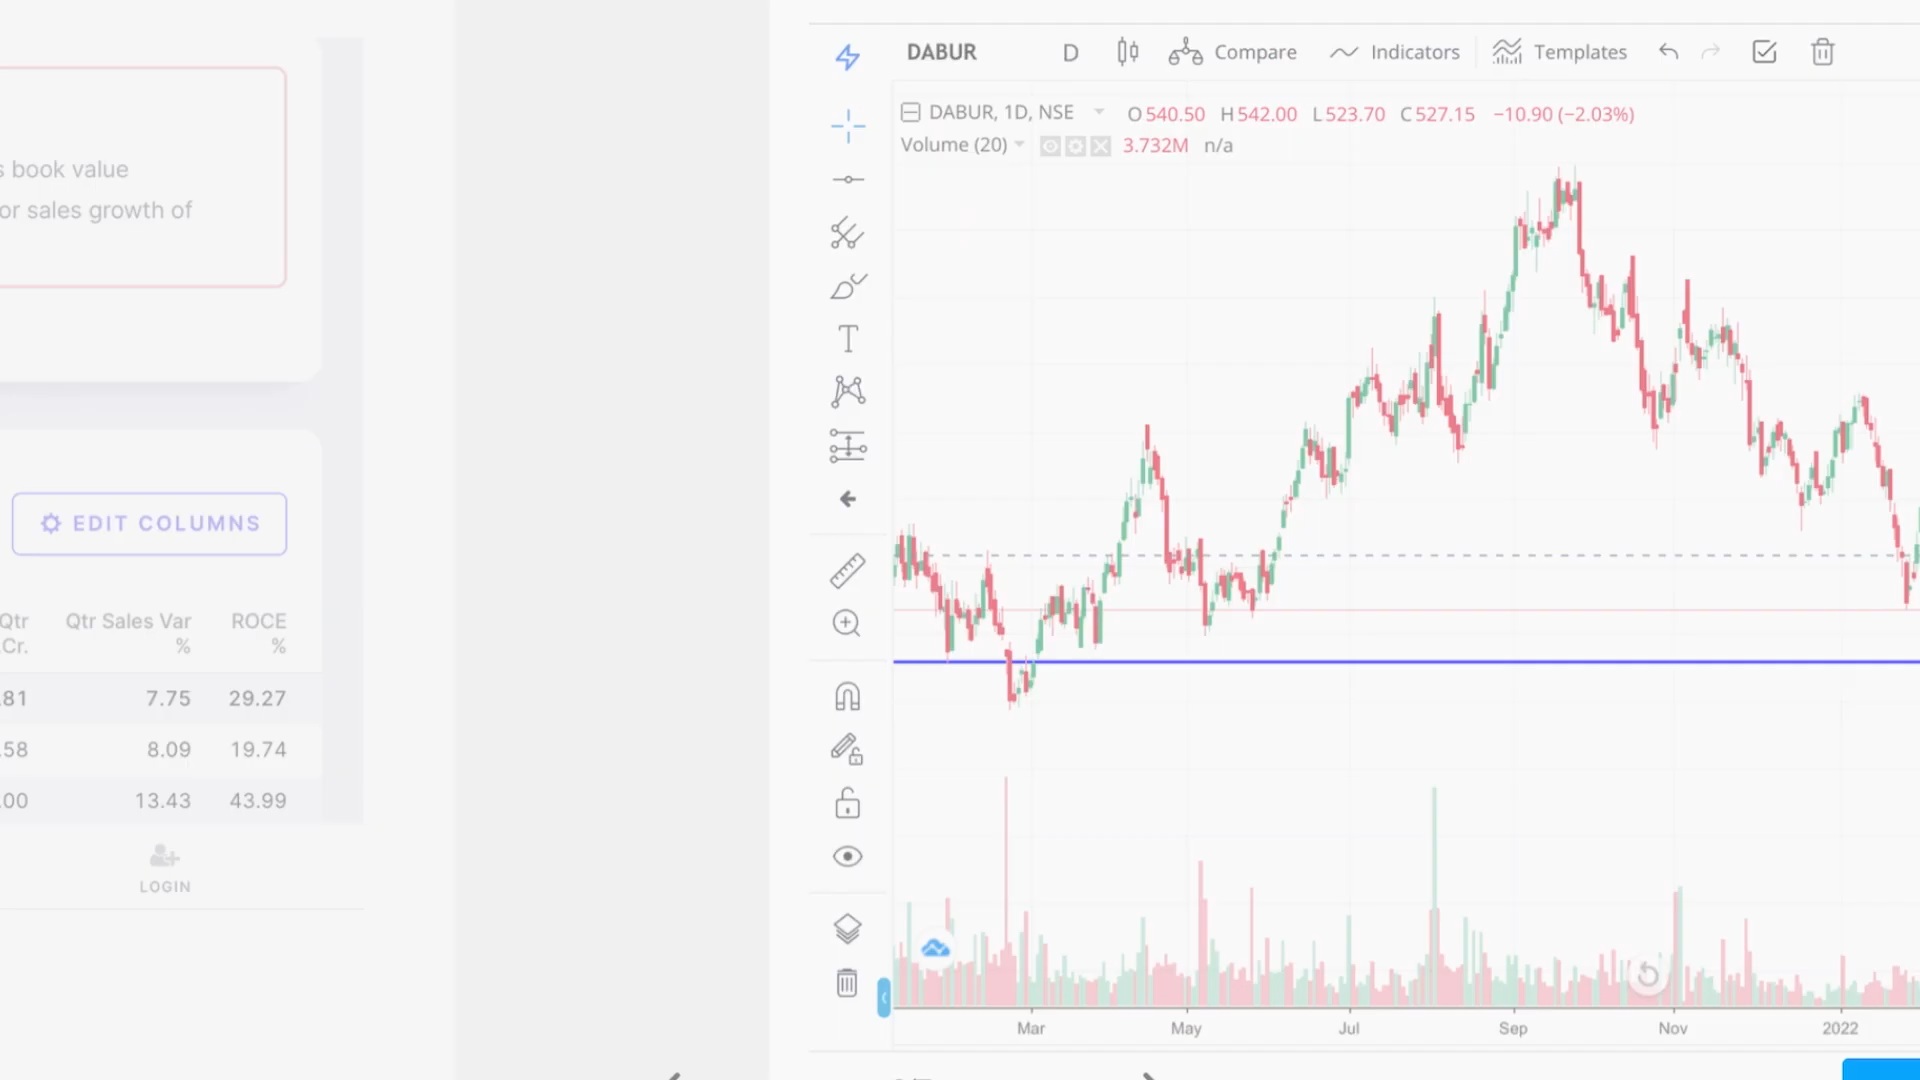 s book value
or sales growth of
EDIT COLUMNS
Qtr Qtr Sales Var ROCE
Cr. % %
.81 7.75 29.27
.58 8.09 19.74
.00 13.43 43.99
LOGIN
DABUR D Compare Indicators Templates
DABUR, 1D, NSE O 540.50 H 542.00 L 523.70 C 527.15 −10.90 (−2.03%)
Volume (20) 3.732M n/a
Mar May Jul Sep Nov 2022